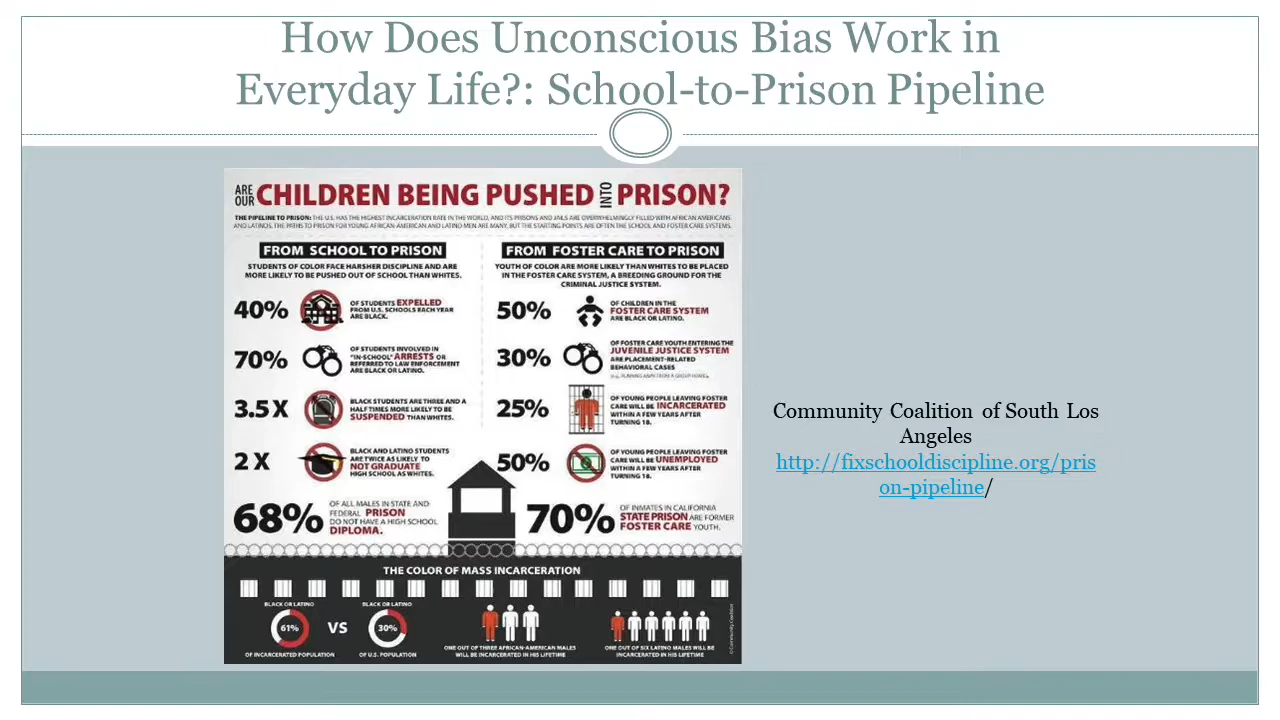 How Does Unconscious Bias Work in
Everyday Life?: School-to-Prison Pipeline
ARE
OUR
CHILDREN BEING PUSHED
INTO
PRISON?
THE PIPELINE TO PRISON: THE U.S. HAS THE HIGHEST INCARCERATION RATE IN THE WORLD, AND ITS PRISONS AND JAILS ARE OVERWHELMINGLY FILLED WITH AFRICAN AMERICANS
AND LATINOS. THE PATHS TO PRISON FOR YOUNG AFRICAN-AMERICAN AND LATINO MEN ARE MANY, BUT THE STARTING POINTS ARE OFTEN THE SCHOOL AND FOSTER CARE SYSTEMS.
FROM SCHOOL TO PRISON
STUDENTS OF COLOR FACE HARSHER DISCIPLINE AND ARE
MORE LIKELY TO BE PUSHED OUT OF SCHOOL THAN WHITES.
40%
OF STUDENTS EXPELLED
FROM U.S. SCHOOLS EACH YEAR
ARE BLACK.
70%
OF STUDENTS INVOLVED IN
"IN-SCHOOL" ARRESTS OR
REFERRED TO LAW ENFORCEMENT
ARE BLACK OR LATINO.
3.5 X
BLACK STUDENTS ARE THREE AND A
HALF TIMES MORE LIKELY TO BE
SUSPENDED THAN WHITES.
2 X
BLACK AND LATINO STUDENTS
ARE TWICE AS LIKELY TO
NOT GRADUATE
HIGH SCHOOL AS WHITES.
68%
OF ALL MALES IN STATE AND
FEDERAL PRISON
DO NOT HAVE A HIGH SCHOOL
DIPLOMA.
FROM FOSTER CARE TO PRISON
YOUTH OF COLOR ARE MORE LIKELY THAN WHITES TO BE PLACED
IN THE FOSTER CARE SYSTEM, A BREEDING GROUND FOR THE
CRIMINAL JUSTICE SYSTEM.
50%
OF CHILDREN IN THE
FOSTER CARE SYSTEM
ARE BLACK OR LATINO.
30%
OF FOSTER CARE YOUTH ENTERING THE
JUVENILE JUSTICE SYSTEM
ARE PLACEMENT-RELATED
BEHAVIORAL CASES
25%
OF YOUNG PEOPLE LEAVING FOSTER
CARE WILL BE INCARCERATED
WITHIN A FEW YEARS AFTER
TURNING 18.
50%
OF YOUNG PEOPLE LEAVING FOSTER
CARE WILL BE UNEMPLOYED
WITHIN A FEW YEARS AFTER
TURNING 18.
70%
OF INMATES IN CALIFORNIA
STATE PRISON ARE FORMER
FOSTER CARE YOUTH.
THE COLOR OF MASS INCARCERATION
BLACK OR LATINO
61%
OF INCARCERATED POPULATION
VS
BLACK OR LATINO
30%
OF U.S. POPULATION
ONE OUT OF THREE AFRICAN-AMERICAN MALES
WILL BE INCARCERATED IN HIS LIFETIME
ONE OUT OF SIX LATINO MALES WILL BE
INCARCERATED IN HIS LIFETIME
Community Coalition of South Los
Angeles
http://fixschooldiscipline.org/pris
on-pipeline/